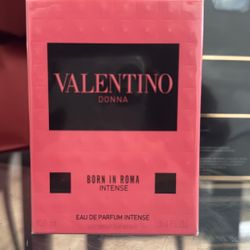 VALENTINO
DONNA
BORN IN ROMA
INTENSE
EAU DE PARFUM INTENSE